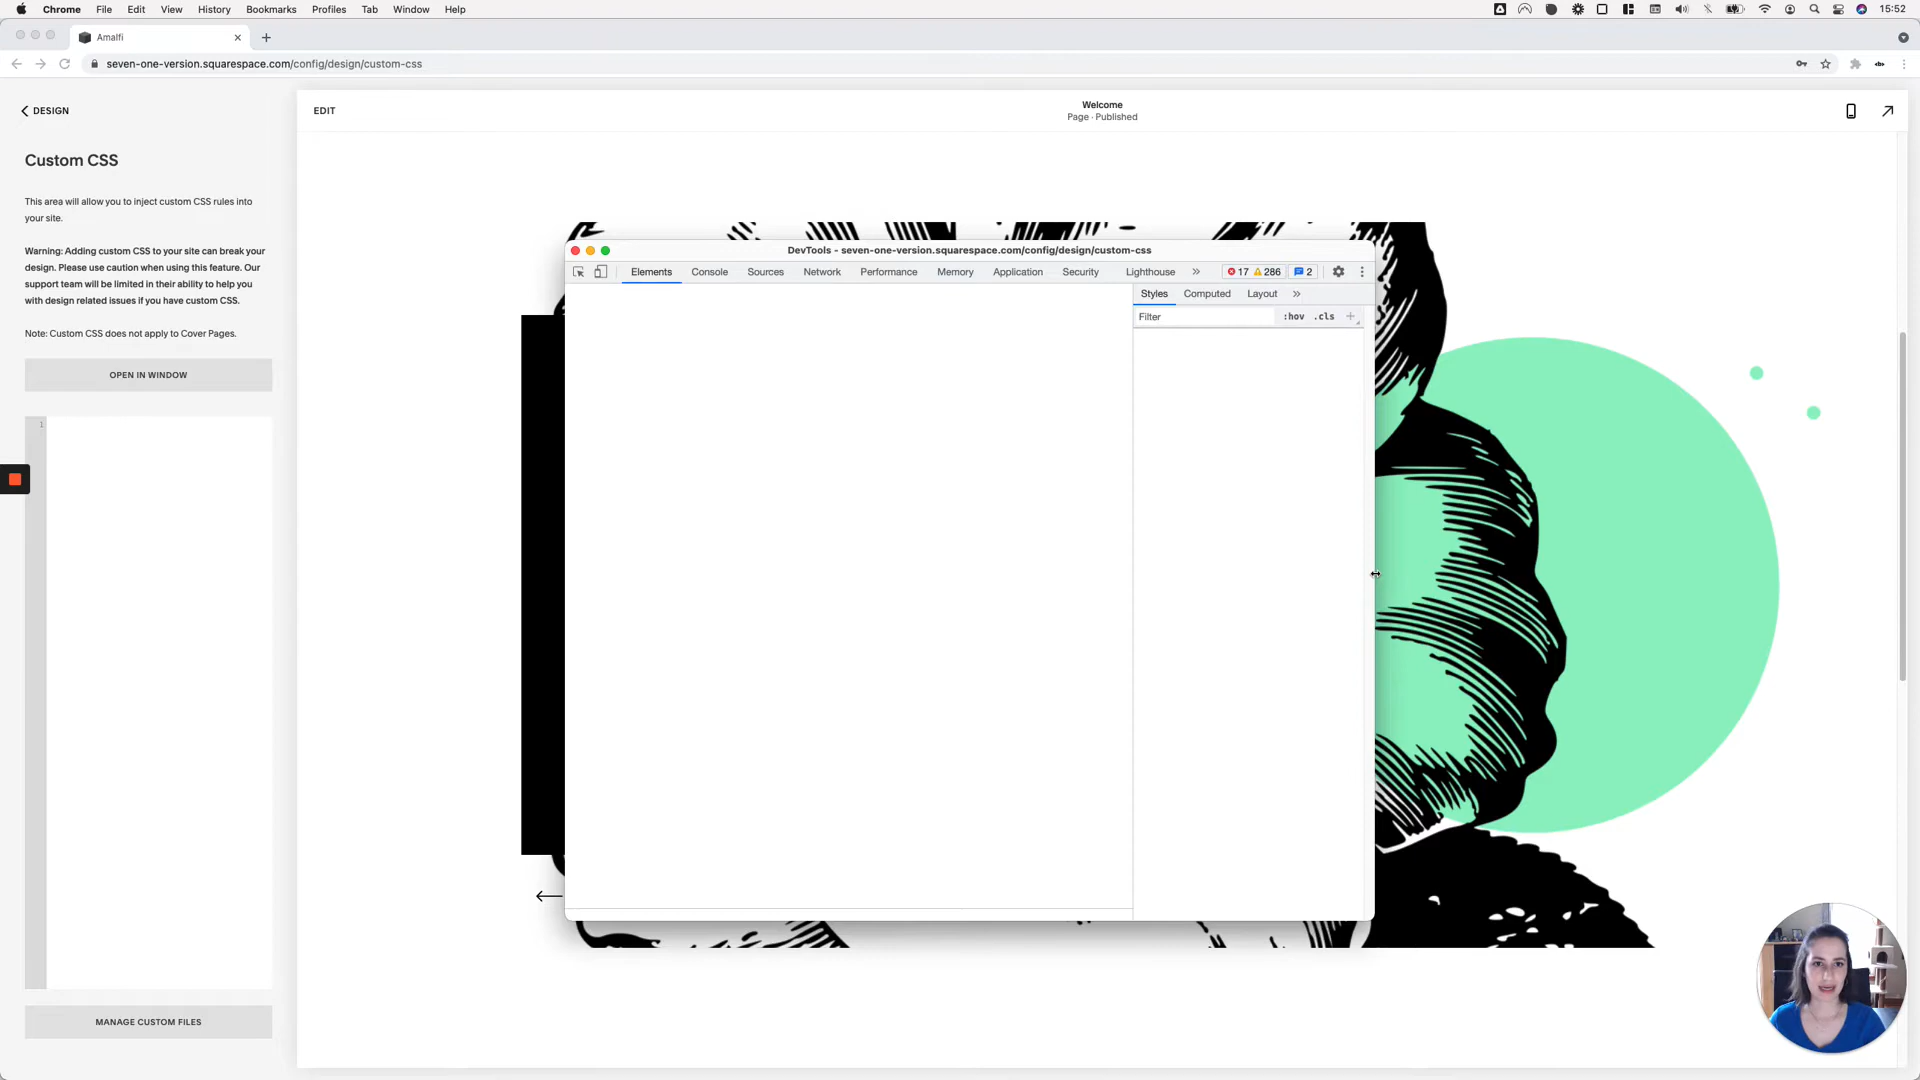 Chrome File Edit View History Bookmarks Profiles Tab Window Help 15:52
Amalfi
seven-one-version.squarespace.com/config/design/custom-css
DESIGN
EDIT
Welcome
Page · Published
Custom CSS
This area will allow you to inject custom CSS rules into
your site.
Warning: Adding custom CSS to your site can break your
design. Please use caution when using this feature. Our
support team will be limited in their ability to help you
with design related issues if you have custom CSS.
Note: Custom CSS does not apply to Cover Pages.
OPEN IN WINDOW
1
MANAGE CUSTOM FILES
DevTools - seven-one-version.squarespace.com/config/design/custom-css
Elements Console Sources Network Performance Memory Application Security Lighthouse » 17 286 2
Styles Computed Layout »
Filter :hov .cls +